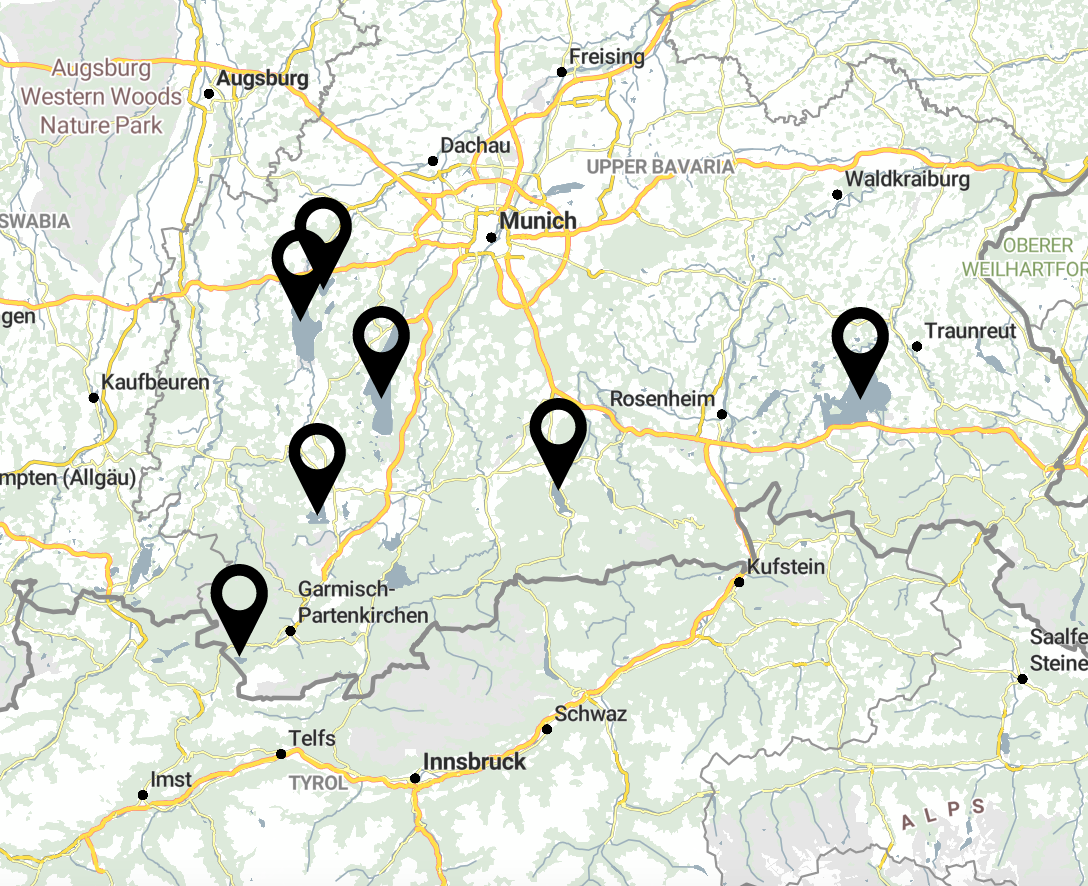 Freising
Augsburg
Western Woods
Nature Park
Augsburg
Dachau
UPPER BAVARIA
Waldkraiburg
SWABIA
Munich
OBERER
WEILHARTFOR
gen
Traunreut
Kaufbeuren
Rosenheim
mpten (Allgäu)
Kufstein
Garmisch-
Partenkirchen
Saalfe
Steine
Schwaz
Telfs
Innsbruck
Imst
TYROL
ALPS